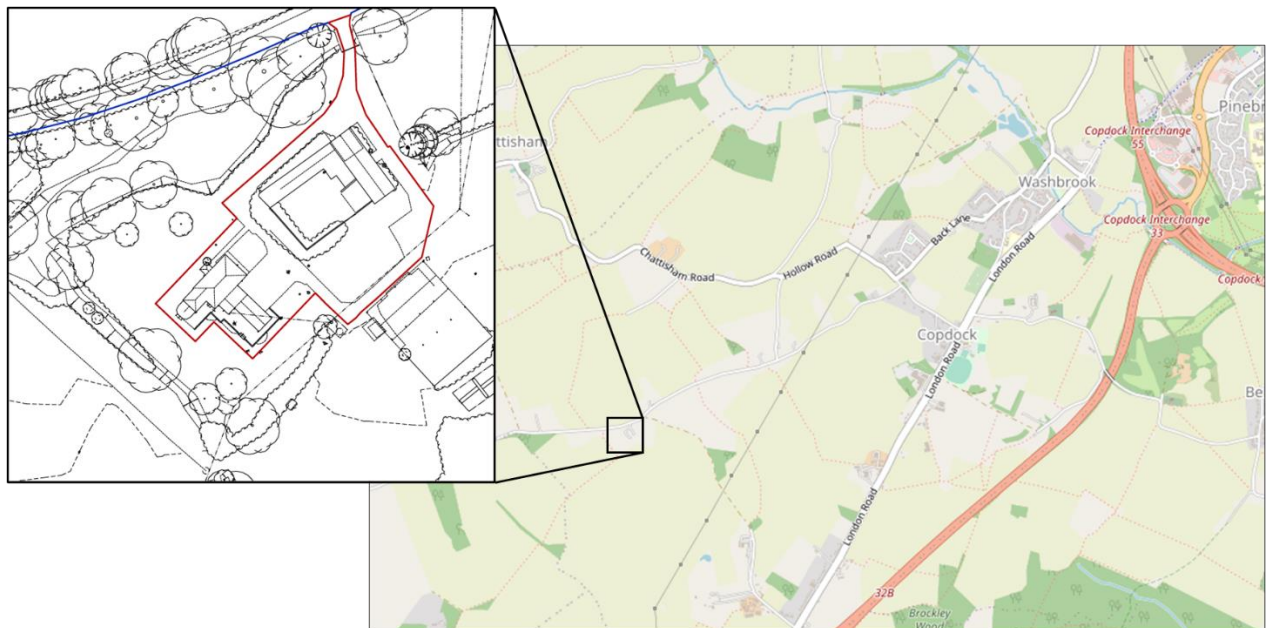 Pinebr
Copdock Interchange
55
ttisham
Washbrook
Copdock Interchange
33
Back Lane
London Road
Hollow Road
Chattisham Road
Copdock
Copdock
London Road
Be
London Road
32B
Brockley
Wood